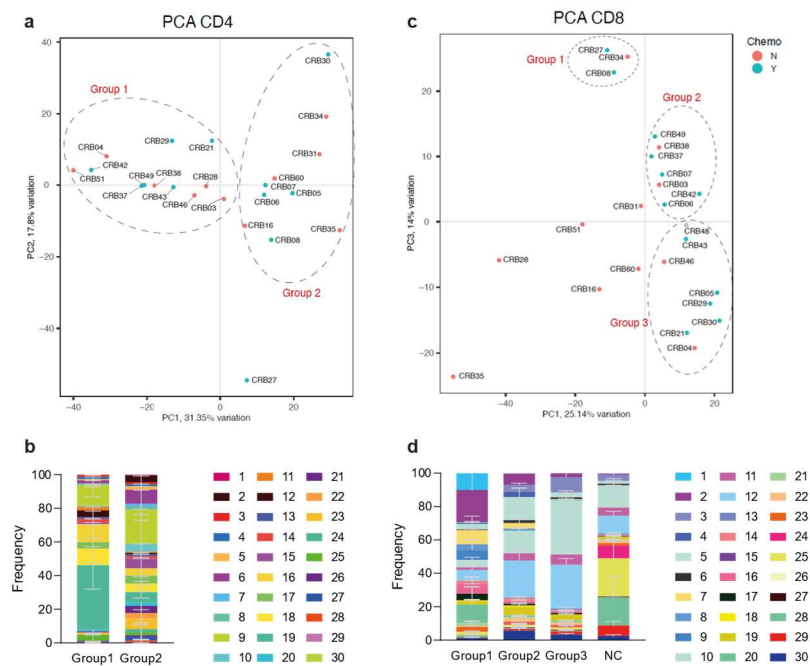 a
PCA CD4
40
20
0
−20
−40
PC2, 17.8% variation
−40
−20
0
20
PC1, 31.35% variation
Group 1
Group 2
CRB30
CRB34
CRB29
CRB21
CRB04
CRB42
CRB31
CRB51
CRB49
CRB38
CRB28
CRB60
CRB07
CRB37
CRB43
CRB05
CRB46
CRB03
CRB06
CRB16
CRB35
CRB08
CRB27
c
PCA CD8
20
10
0
−10
−20
PC3, 14% variation
−40
−20
0
20
PC1, 25.14% variation
Group 1
Group 2
Group 3
CRB27
CRB34
CRB08
CRB49
CRB38
CRB37
CRB07
CRB03
CRB42
CRB31
CRB06
CRB51
CRB48
CRB43
CRB28
CRB46
CRB60
CRB16
CRB05
CRB29
CRB30
CRB21
CRB04
CRB35
Chemo
N
Y
b
Frequency
100
80
60
40
20
0
Group1 Group2
1 11 21
2 12 22
3 13 23
4 14 24
5 15 25
6 16 26
7 17 27
8 18 28
9 19 29
10 20 30
d
Frequency
100
80
60
40
20
0
Group1 Group2 Group3 NC
1 11 21
2 12 22
3 13 23
4 14 24
5 15 25
6 16 26
7 17 27
8 18 28
9 19 29
10 20 30